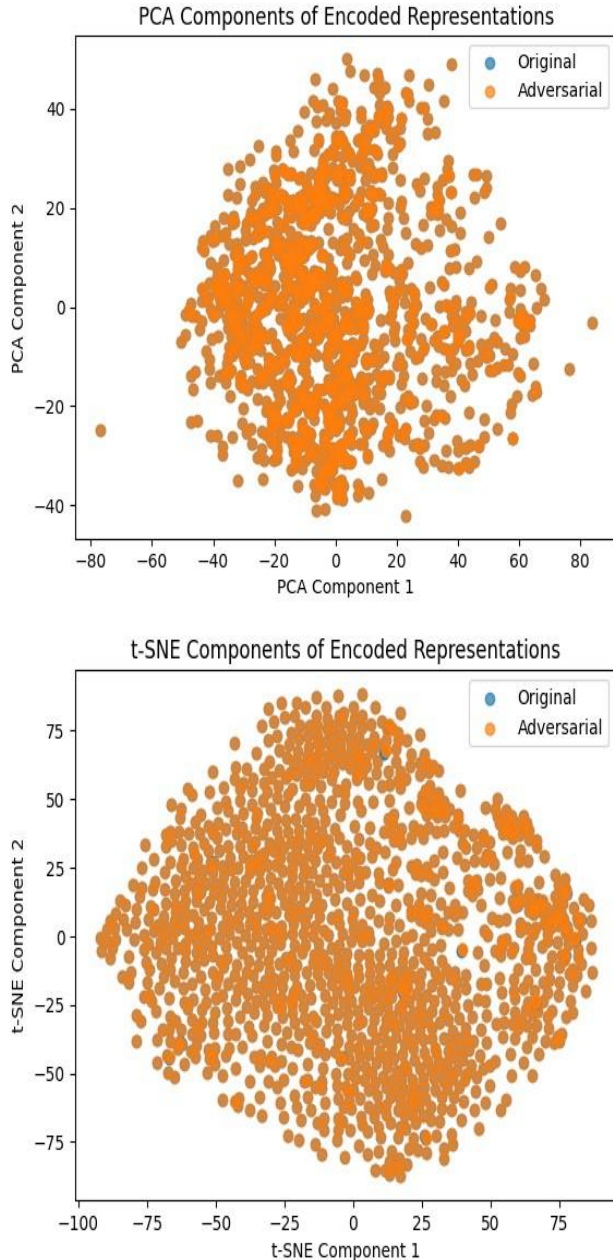 PCA Components of Encoded Representations
Original
Adversarial
40
20
0
−20
−40
PCA Component 2
−80 −60 −40 −20 0 20 40 60 80
PCA Component 1
t-SNE Components of Encoded Representations
Original
Adversarial
75
50
25
0
−25
−50
−75
t-SNE Component 2
−100 −75 −50 −25 0 25 50 75
t-SNE Component 1